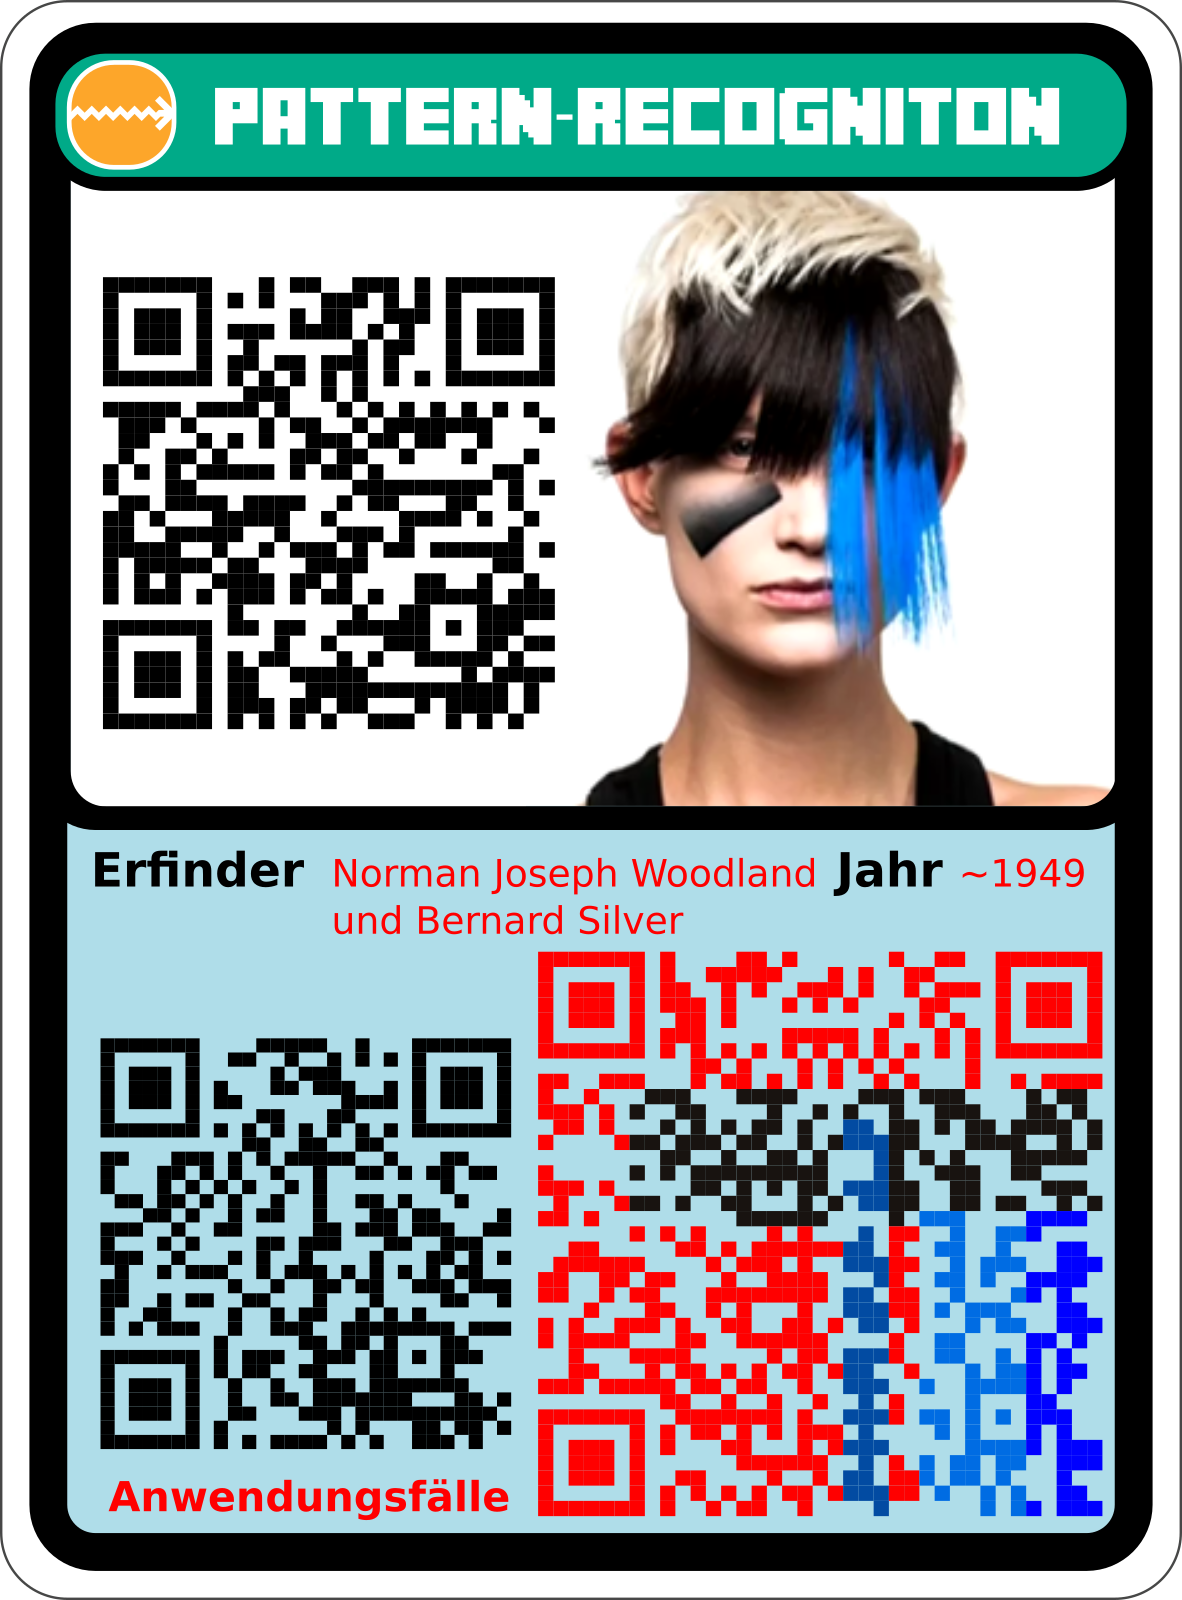 PATTERN-RECOGNITON
Erfinder Norman Joseph Woodland Jahr ~1949
und Bernard Silver
Anwendungsfälle